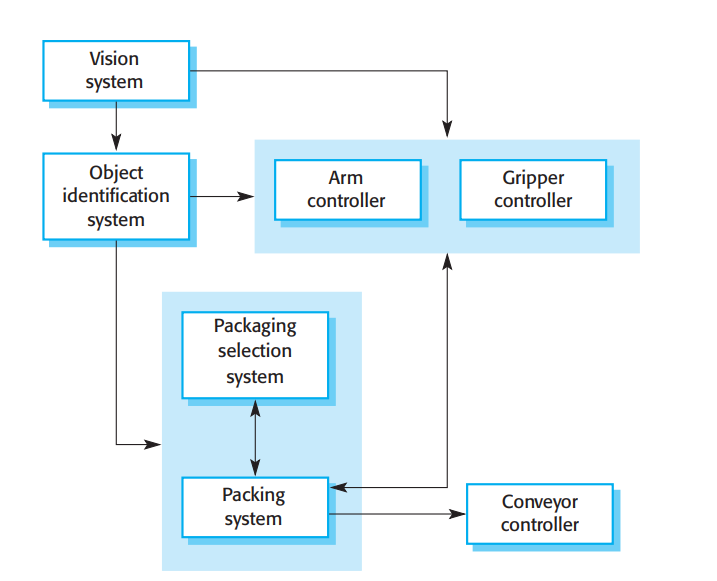 Vision
system
Object
identification
system
Arm
controller
Gripper
controller
Packaging
selection
system
Packing
system
Conveyor
controller